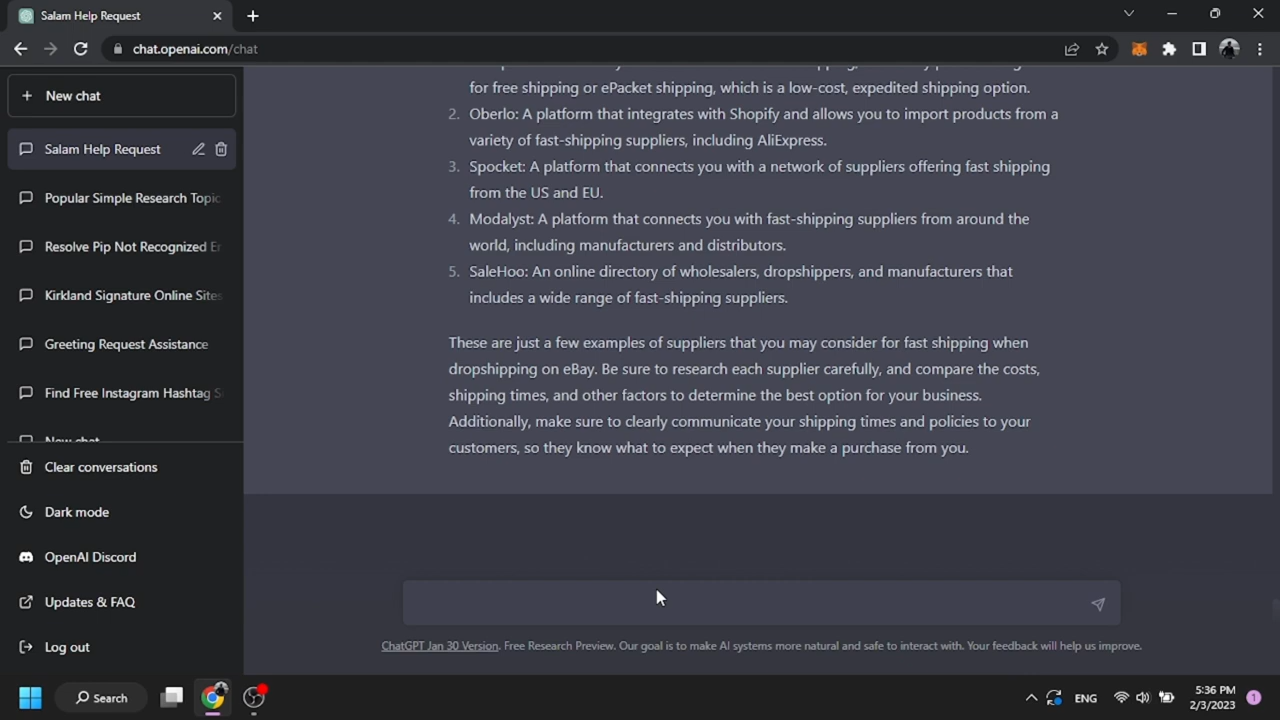 Salam Help Request
chat.openai.com/chat
New chat
Salam Help Request
Popular Simple Research Topic
Resolve Pip Not Recognized Er
Kirkland Signature Online Sites
Greeting Request Assistance
Find Free Instagram Hashtag S
New chat
Clear conversations
Dark mode
OpenAI Discord
Updates & FAQ
Log out
for free shipping or ePacket shipping, which is a low-cost, expedited shipping option.
2. Oberlo: A platform that integrates with Shopify and allows you to import products from a
variety of fast-shipping suppliers, including AliExpress.
3. Spocket: A platform that connects you with a network of suppliers offering fast shipping
from the US and EU.
4. Modalyst: A platform that connects you with fast-shipping suppliers from around the
world, including manufacturers and distributors.
5. SaleHoo: An online directory of wholesalers, dropshippers, and manufacturers that
includes a wide range of fast-shipping suppliers.
These are just a few examples of suppliers that you may consider for fast shipping when
dropshipping on eBay. Be sure to research each supplier carefully, and compare the costs,
shipping times, and other factors to determine the best option for your business.
Additionally, make sure to clearly communicate your shipping times and policies to your
customers, so they know what to expect when they make a purchase from you.
ChatGPT Jan 30 Version. Free Research Preview. Our goal is to make AI systems more natural and safe to interact with. Your feedback will help us improve.
Search
ENG
5:36 PM
2/3/2023
1